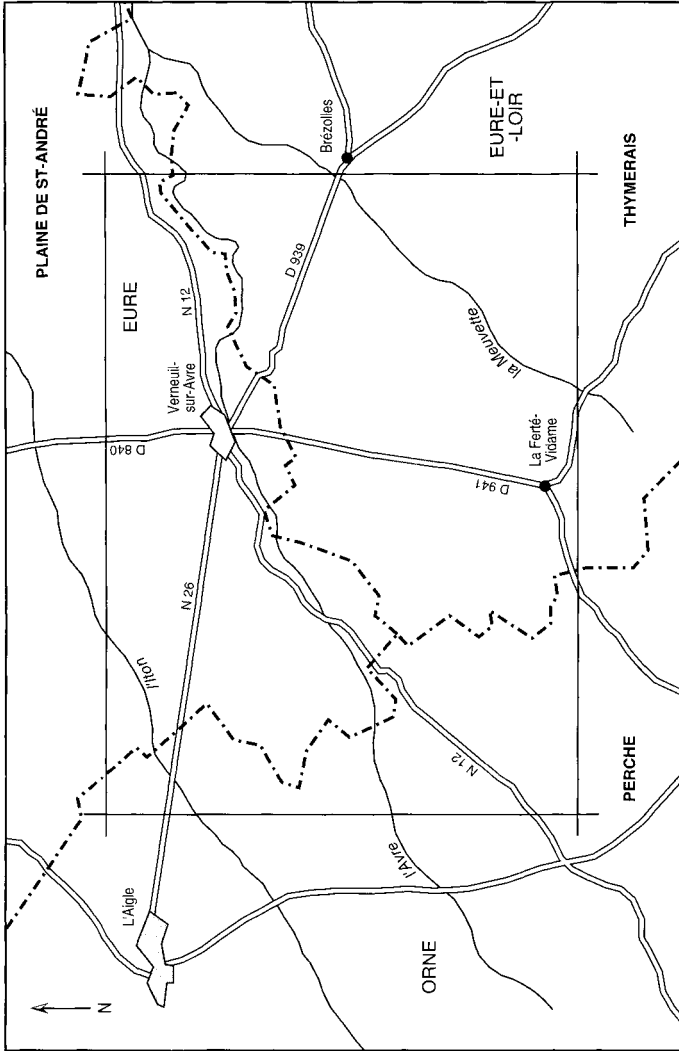 N
PLAINE DE ST-ANDRÉ
EURE
N 12
Verneuil-
sur-Avre
D 840
N 26
L'Aigle
l'Iton
D 939
Brézolles
EURE-ET
-LOIR
la Meuvette
THYMERAIS
La Ferté-
Vidame
D 941
N 12
l'Avre
ORNE
PERCHE